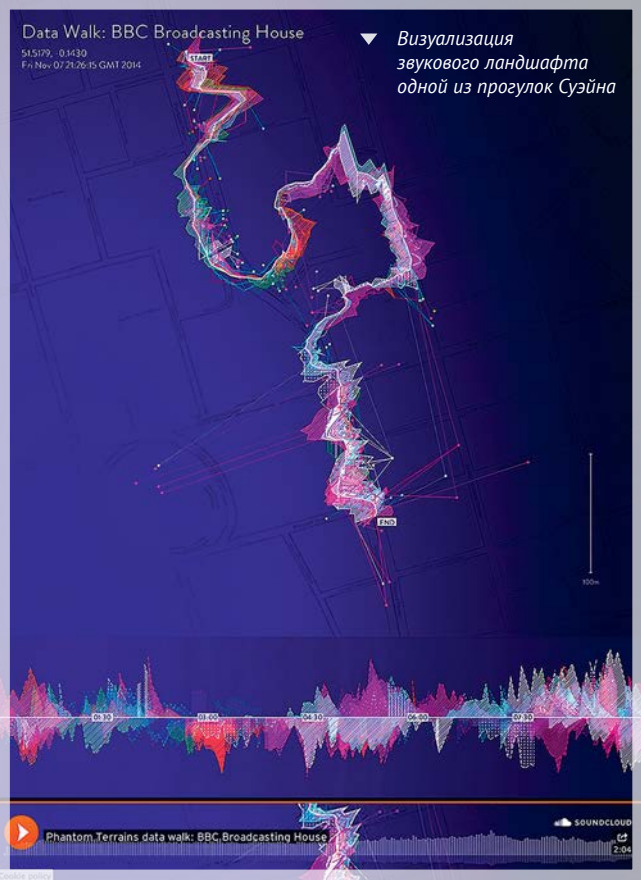 Data Walk: BBC Broadcasting House
51.5179, -0.1430
Fri Nov 07 21:26:15 GMT 2014
Визуализация
звукового ландшафта
одной из прогулок Суэйна
START
END
100m
01:30
03:00
04:30
06:00
07:30
SOUNDCLOUD
Phantom Terrains data walk: BBC Broadcasting House
2:04
Cookie policy